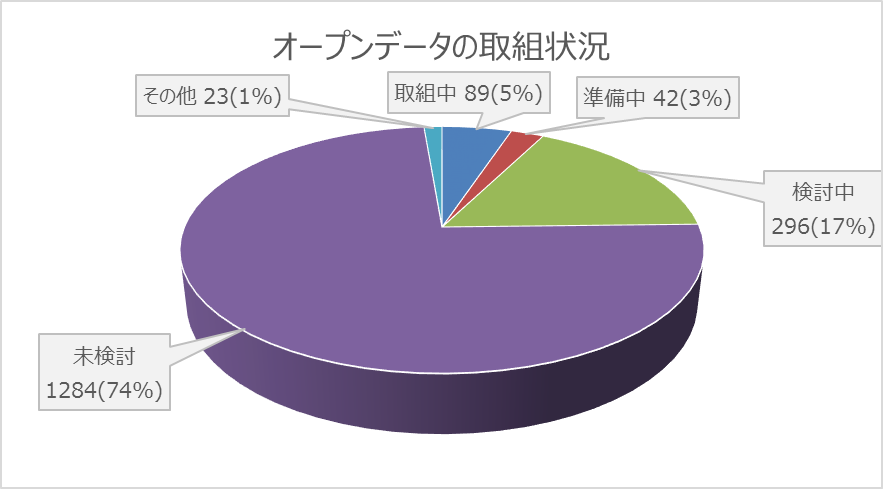 オープンデータの取組状況
その他 23(1%)
取組中 89(5%)
準備中 42(3%)
検討中
296(17%)
未検討
1284(74%)